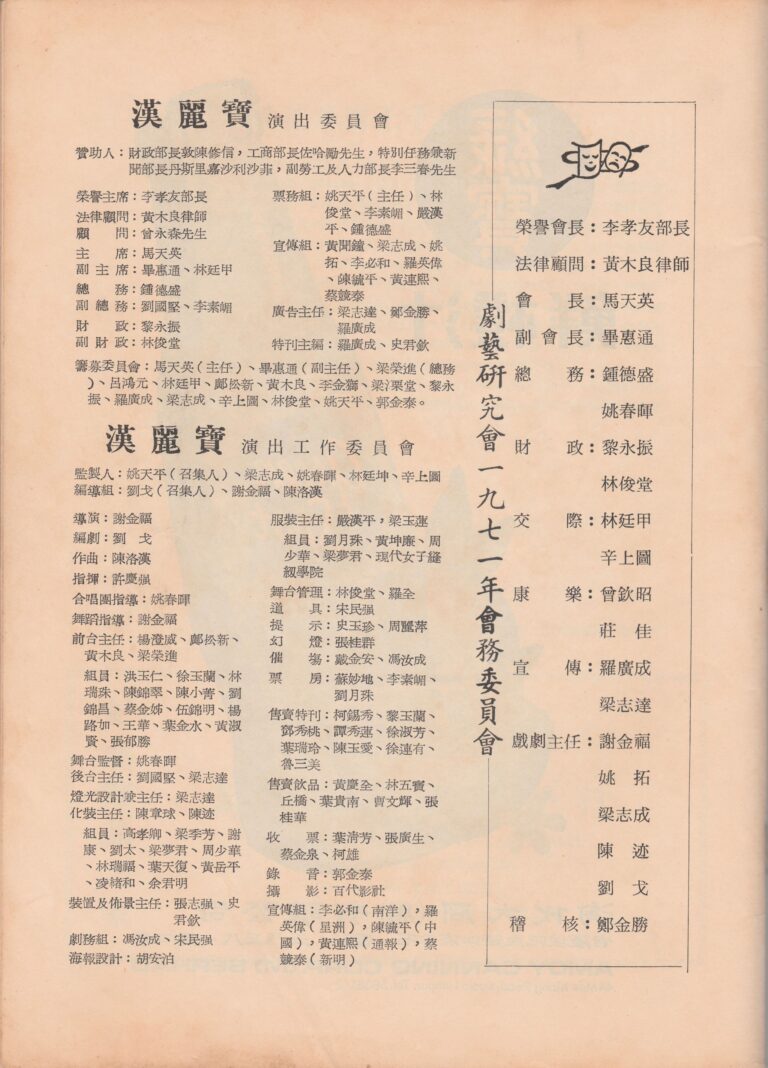 漢麗寶 演出委員會
贊助人：財政部長敦陳修信，工商部長佐哈勵先生，特別任務兼新
聞部長丹斯里嘉沙利沙菲，副勞工及人力部長李三春先生
榮譽主席：李孝友部長
法律顧問：黃木良律師
顧　　問：曾永森先生
主　　席：馬天英
副 主 席：畢惠通、林廷甲
總　　務：鍾德盛
副 總 務：劉國堅、李素嵋
財　　政：黎永振
副 財 政：林俊堂
票務組：姚天平（主任）、林
俊堂、李素嵋、嚴漢
平、鍾德盛
宣傳組：黃聞鐘、梁志成、姚
拓、李必和、羅英偉
、陳毓平、黃連熙、
蔡競泰
廣告主任：梁志達、鄭金勝、
羅廣成
特刊主編：羅廣成、史君欽
籌募委員會：馬天英（主任）、畢惠通（副主任）、梁榮進（總務
）、呂鴻元、林廷甲、鄺松新、黃木良、李金獅、梁渫堂、黎永
振、羅廣成、梁志成、辛上圖、林俊堂、姚天平、郭金泰。
漢麗寶 演出工作委員會
監製人：姚天平（召集人）、梁志成、姚春暉、林廷坤、辛上圖
編導組：劉戈（召集人）、謝金福、陳洛漢
導演：謝金福
編劇：劉　戈
作曲：陳洛漢
指揮：許慶强
合唱團指導：姚春暉
舞蹈指導：謝金福
前台主任：楊澄威、鄺松新、
黃木良、梁榮進
組員：洪玉仁、徐玉蘭、林
瑞珠、陳錦翠、陳小菁、劉
錦昌、蔡金娣、伍錦明、楊
路如、王華、葉金水、黃淑
賢、張郁勝
舞台監督：姚春暉
後台主任：劉國堅、梁志達
燈光設計兼主任：梁志達
化裝主任：陳章球、陳迹
組員：高孝卿、梁季芳、謝
康、劉太、梁夢君、周少華
、林瑞福、葉天復、黃岳平
、凌緒和、余君明
裝置及佈景主任：張志强、史
君欽
劇務組：馮汝成、宋民强
海報設計：胡安泊
服裝主任：嚴漢平，梁玉蓮
組員：劉月珠、黃坤廉、周
少華、梁夢君、現代女子縫
級學院
舞台管理：林俊堂、羅全
道　　具：宋民强
提　　示：史玉珍、周麗萍
幻　　燈：張桂群
催　　塲：戴金安、馮汝成
票　　房：蘇妙地、李素嵋、
劉月珠
售賣特刊：柯錫秀、黎玉蘭、
鄧秀桃、譚秀蓮、徐淑芳、
葉瑞玲、陳玉愛、徐連有、
魯三美
售賣飲品：黃慶全、林五寶、
丘橋、葉貴南、賈文輝、張
桂華
收　　票：葉淸芳、張廣生、
蔡金泉、柯雄
錄　　音：郭金泰
攝　　影：百代影社
宣傳組：李必和（南洋），羅
英偉（星洲），陳毓平（中
國），黃連熙（通報），蔡
競泰（新明）
劇藝研究會一九七一年會務委員會
榮譽會長：李孝友部長
法律顧問：黃木良律師
會　　長：馬天英
副 會 長：畢惠通
總　　務：鍾德盛
姚春暉
財　　政：黎永振
林俊堂
交　　際：林廷甲
辛上圖
康　　樂：曾欽昭
莊　佳
宣　　傳：羅廣成
梁志達
戲劇主任：謝金福
姚　拓
梁志成
陳　迹
劉　戈
稽　　核：鄭金勝